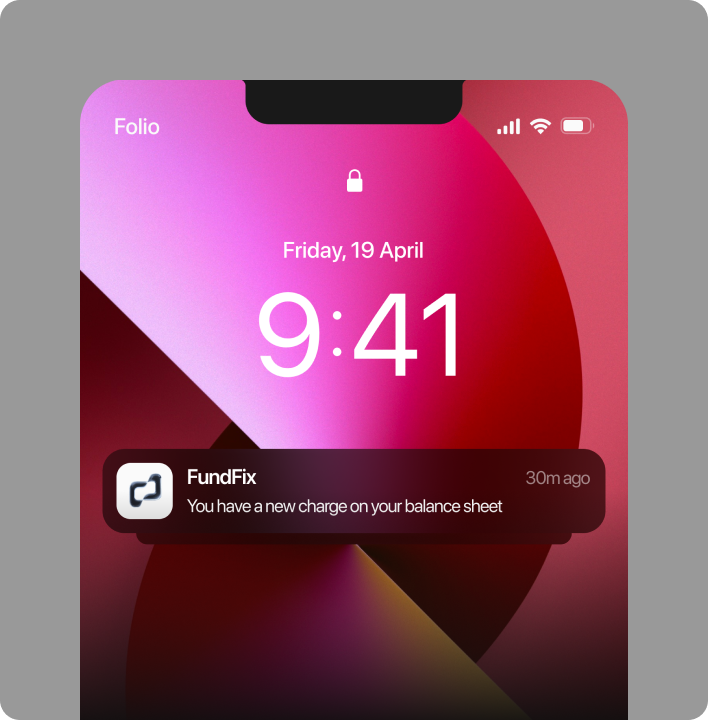 Folio
Friday, 19 April
9:41
FundFix
30m ago
You have a new charge on your balance sheet